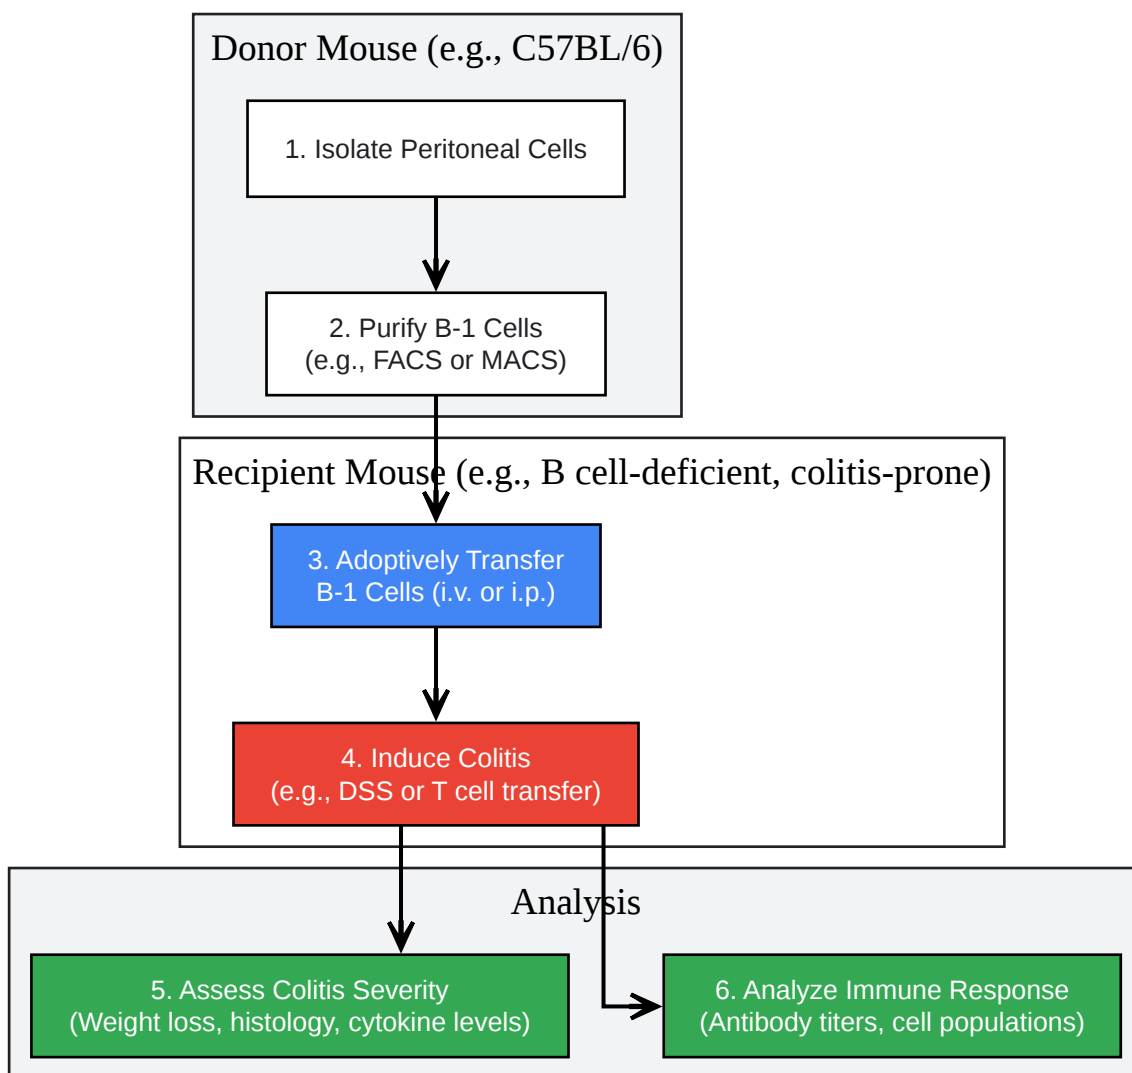 Donor Mouse (e.g., C57BL/6)
1. Isolate Peritoneal Cells
2. Purify B-1 Cells
(e.g., FACS or MACS)
Recipient Mouse (e.g., B cell-deficient, colitis-prone)
3. Adoptively Transfer
B-1 Cells (i.v. or i.p.)
4. Induce Colitis
(e.g., DSS or T cell transfer)
Analysis
5. Assess Colitis Severity
(Weight loss, histology, cytokine levels)
6. Analyze Immune Response
(Antibody titers, cell populations)